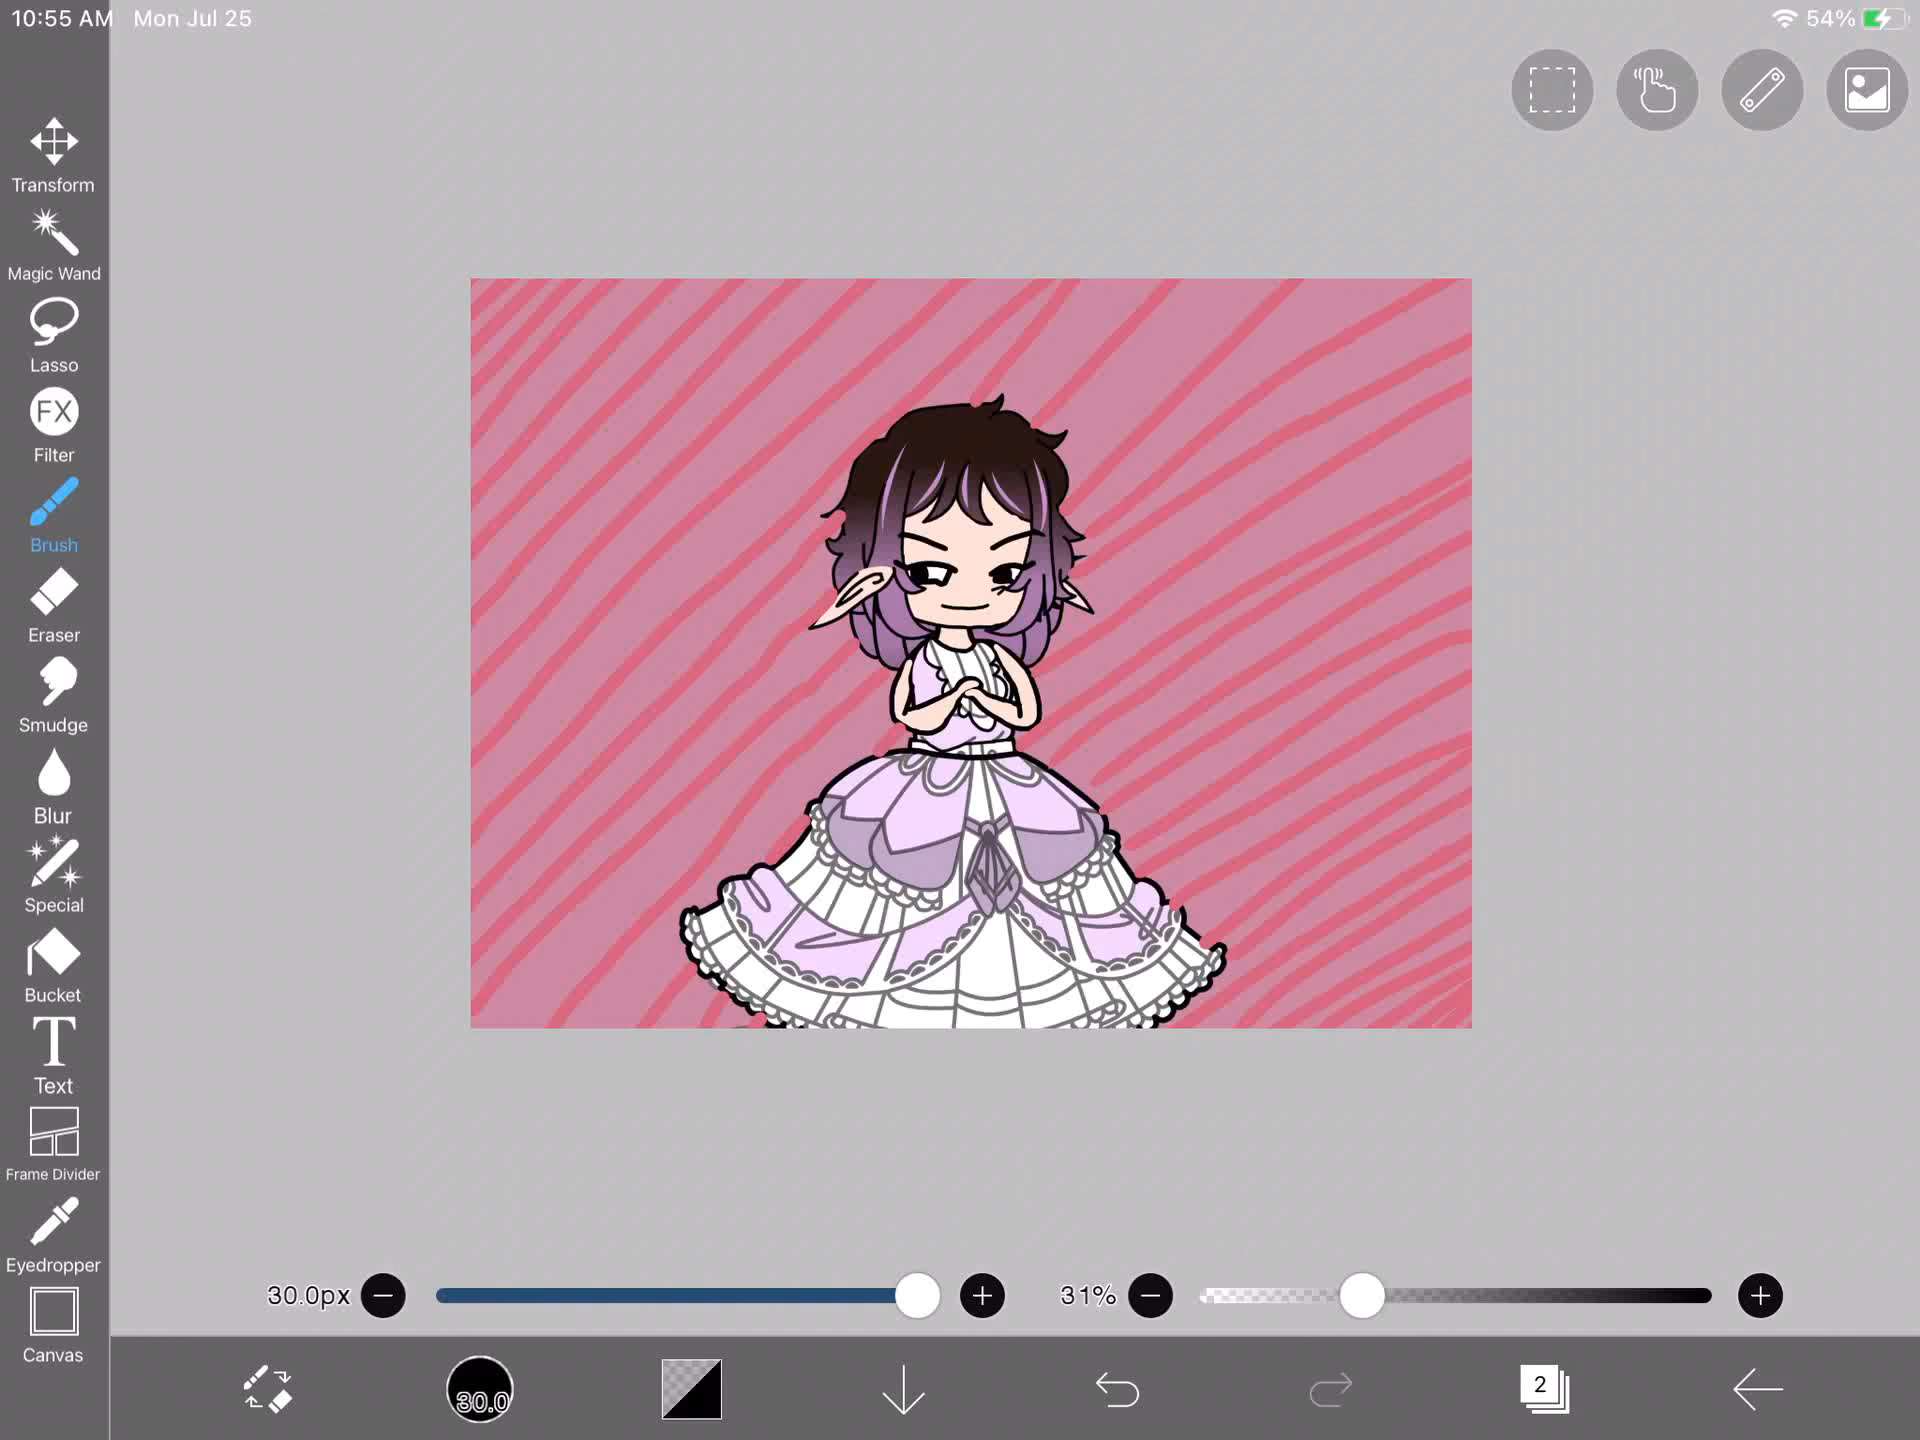 10:55 AM Mon Jul 25
54%
Transform
Magic Wand
Lasso
FX
Filter
Brush
Eraser
Smudge
Blur
Special
Bucket
T
Text
Frame Divider
Eyedropper
Canvas
30.0px
31%
30.0
2